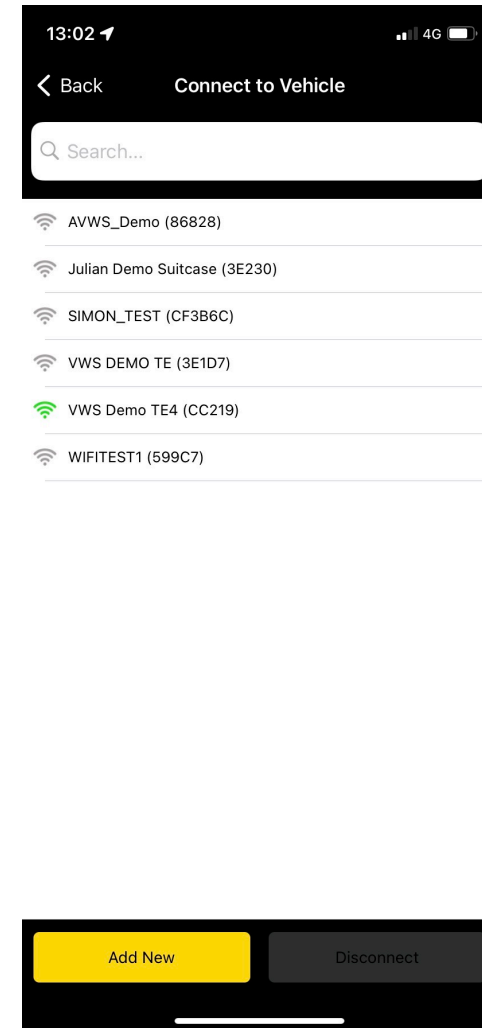 13:02
4G
Back
Connect to Vehicle
Search...
AVWS_Demo (86828)
Julian Demo Suitcase (3E230)
SIMON_TEST (CF3B6C)
VWS DEMO TE (3E1D7)
VWS Demo TE4 (CC219)
WIFITEST1 (599C7)
Add New
Disconnect